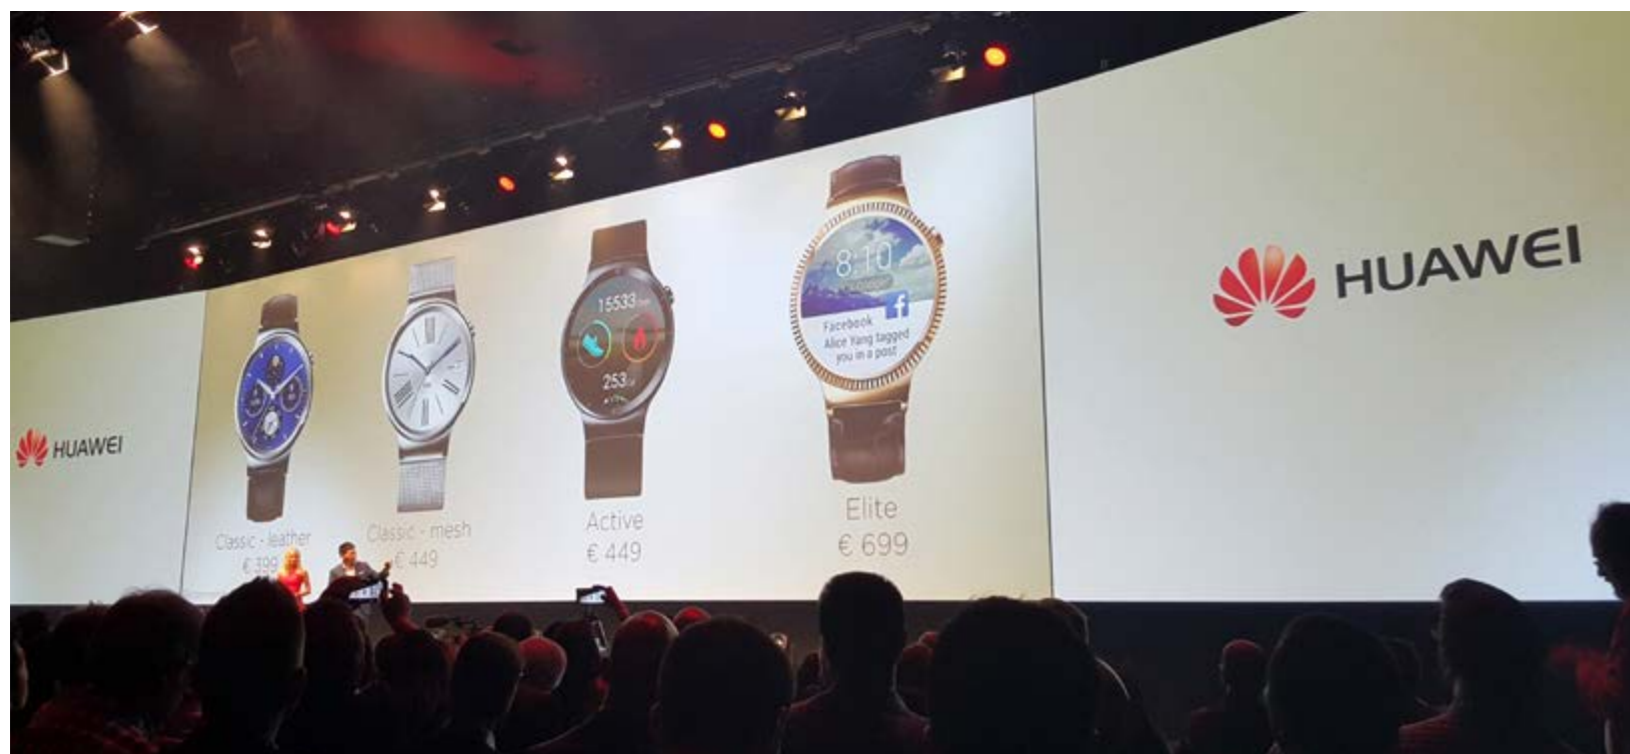 HUAWEI
15533
253
8:10
Facebook
Alice Yang tagged
you in a post
Classic - leather
€ 399
Classic - mesh
€ 449
Active
€ 449
Elite
€ 699
HUAWEI